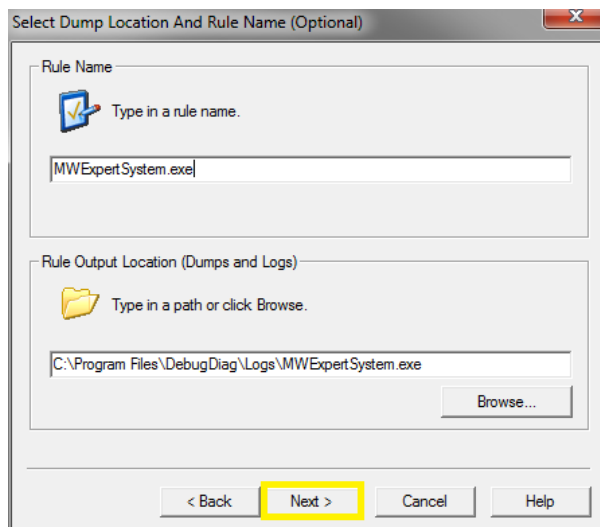 Select Dump Location And Rule Name (Optional)
x
Rule Name
Type in a rule name.
MWExpertSystem.exe
Rule Output Location (Dumps and Logs)
Type in a path or click Browse.
C:\Program Files\DebugDiag\Logs\MWExpertSystem.exe
Browse...
< Back Next > Cancel Help